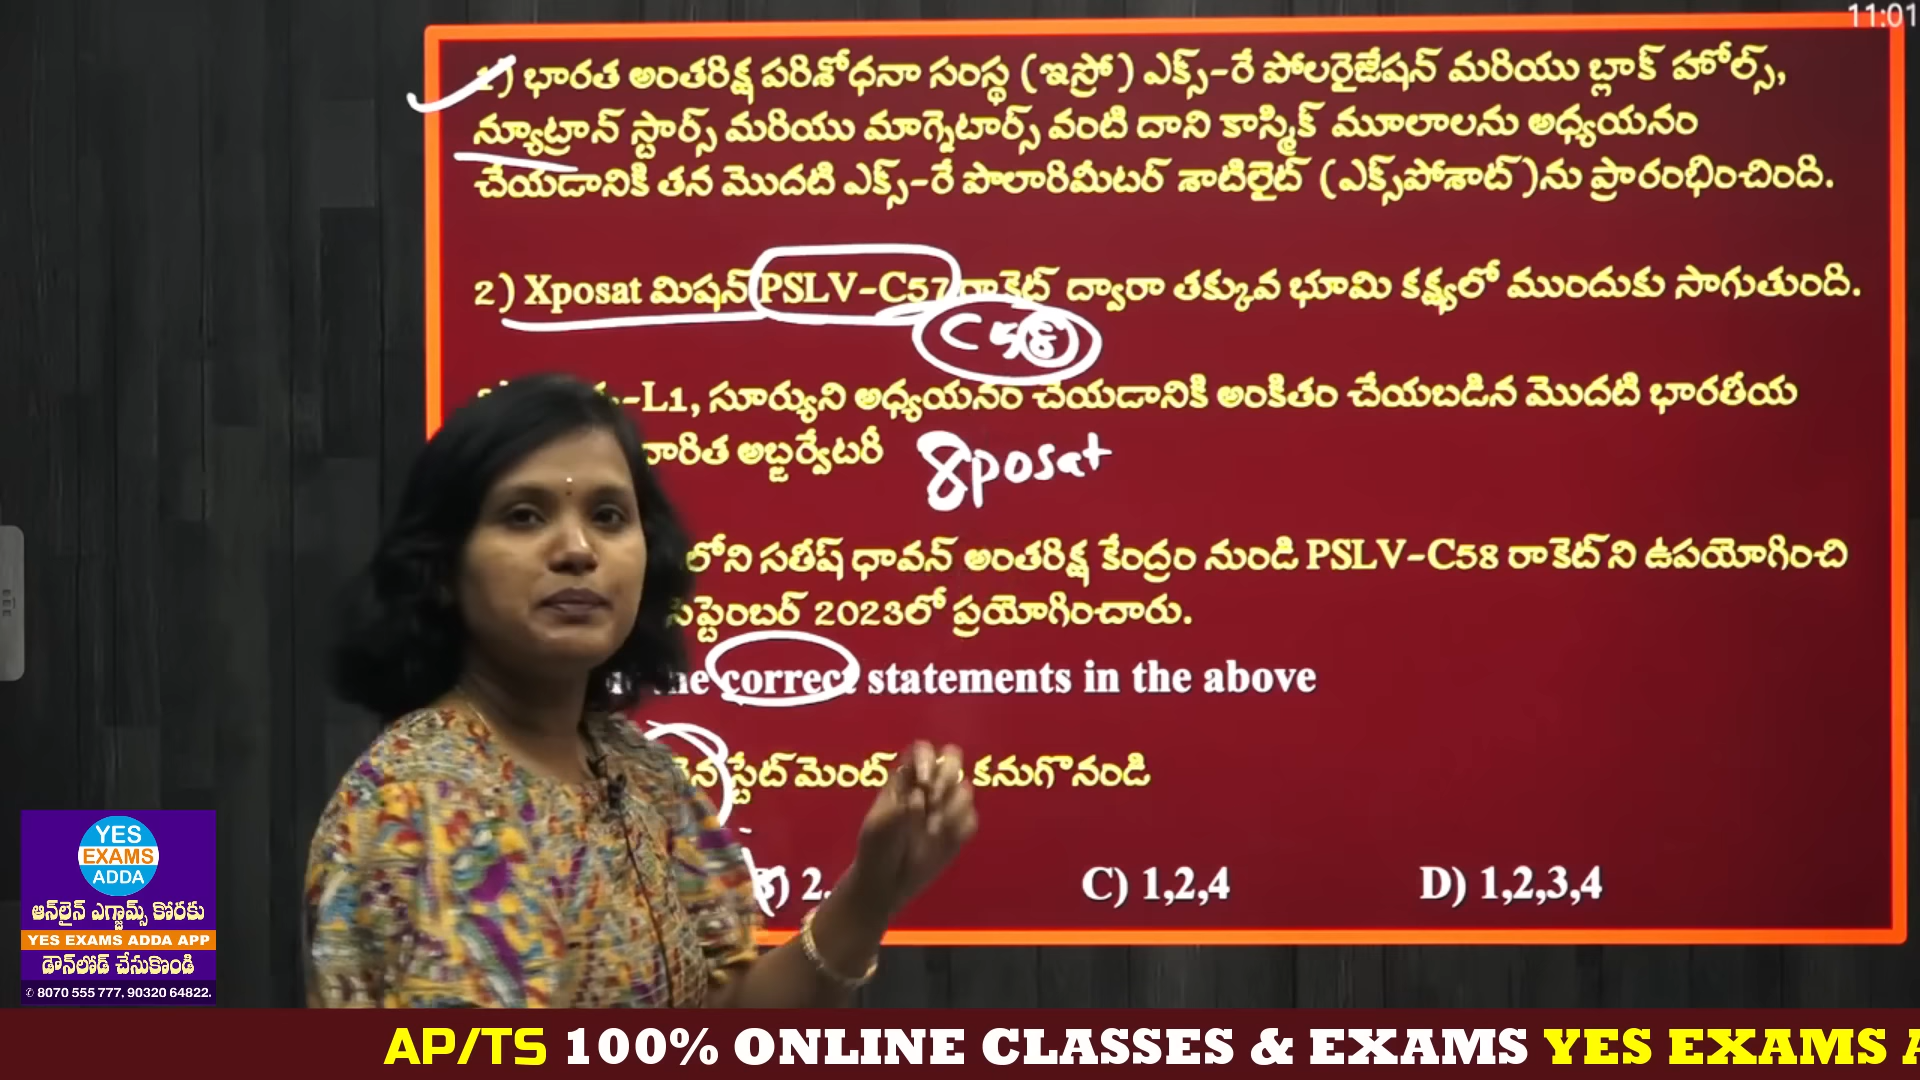 11:01
1) భారత అంతరిక్ష పరిశోధనా సంస్థ (ఇస్రో) ఎక్స్-రే పోలరైజేషన్ మరియు బ్లాక్ హోల్స్,
న్యూట్రాన్ స్టార్స్ మరియు మాగ్నెటార్స్ వంటి దాని కాస్మిక్ మూలాలను అధ్యయనం
చేయడానికి తన మొదటి ఎక్స్-రే పొలారిమీటర్ శాటిలైట్ (ఎక్స్‌పోశాట్)ను ప్రారంభించింది.
2) Xposat మిషన్ PSLV-C57 రాకెట్ ద్వారా తక్కువ భూమి కక్ష్యలో ముందుకు సాగుతుంది.
C58
-L1, సూర్యుని అధ్యయనం చేయడానికి అంకితం చేయబడిన మొదటి భారతీయ
అబ్జర్వేటరీ
8posat
లోని సతీష్ ధావన్ అంతరిక్ష కేంద్రం నుండి PSLV-C58 రాకెట్ ని ఉపయోగించి
సెప్టెంబర్ 2023లో ప్రయోగించారు.
correct statements in the above
స్టేట్ మెంట్ కనుగొనండి
B) 2.
C) 1,2,4
D) 1,2,3,4
YES
EXAMS
ADDA
ఆన్‌లైన్ ఎగ్జామ్స్ కొరకు
YES EXAMS ADDA APP
డౌన్‌లోడ్ చేసుకొండి
✆ 8070 555 777, 90320 64822.
AP/TS 100% ONLINE CLASSES & EXAMS YES EXAMS